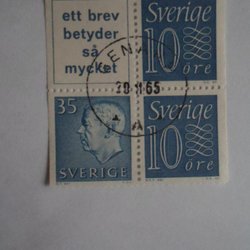 ett brev
betyder
så
mycket
Sverige
10
öre
35
SVERIGE
Sverige
10
öre